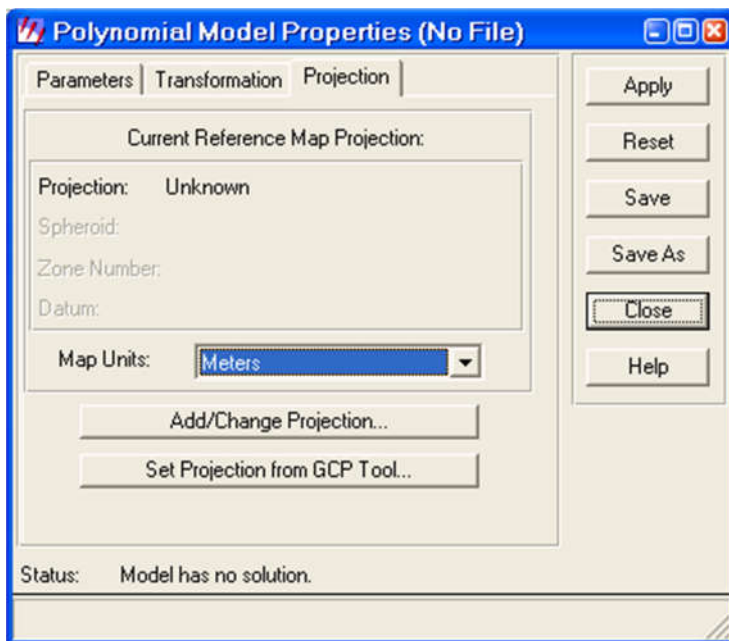 Polynomial Model Properties (No File)
Parameters Transformation Projection
Current Reference Map Projection:
Projection: Unknown
Spheroid:
Zone Number:
Datum:
Map Units: Meters
Add/Change Projection...
Set Projection from GCP Tool...
Apply
Reset
Save
Save As
Close
Help
Status: Model has no solution.